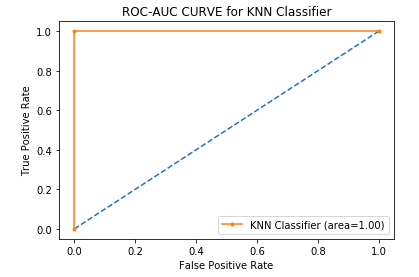 ROC-AUC CURVE for KNN Classifier
1.0
0.8
0.6
0.4
0.2
0.0
True Positive Rate
KNN Classifier (area=1.00)
0.0 0.2 0.4 0.6 0.8 1.0
False Positive Rate